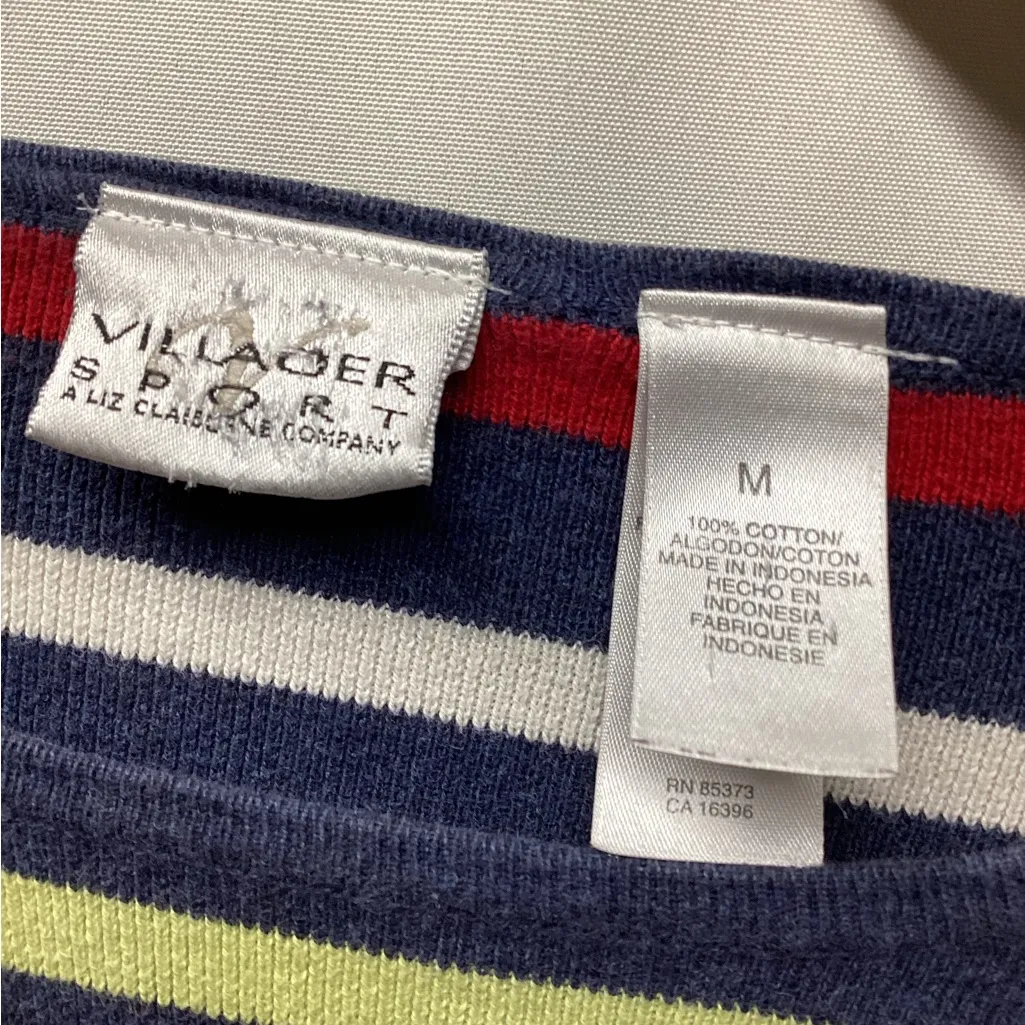 VILLAGER
SPORT
A LIZ CLAIBORNE COMPANY
M
100% COTTON/
ALGODON/COTON
MADE IN INDONESIA
HECHO EN
INDONESIA
FABRIQUE EN
INDONESIE
RN 85373
CA 16396